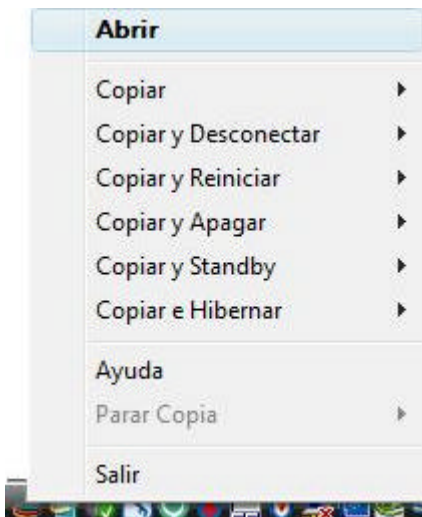 Abrir
Copiar
Copiar y Desconectar
Copiar y Reiniciar
Copiar y Apagar
Copiar y Standby
Copiar e Hibernar
Ayuda
Parar Copia
Salir